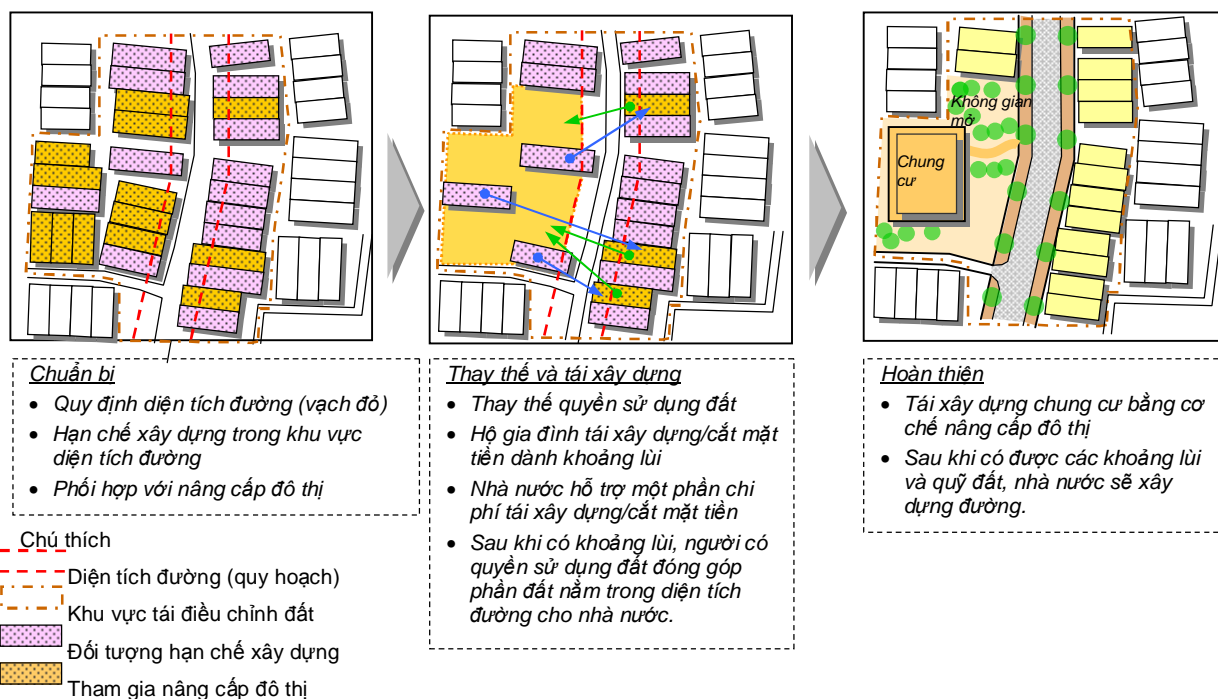 Không gian
mở
Chung
cư
Chuẩn bị
• Quy định diện tích đường (vạch đỏ)
• Hạn chế xây dựng trong khu vực
diện tích đường
• Phối hợp với nâng cấp đô thị
Thay thế và tái xây dựng
• Thay thế quyền sử dụng đất
• Hộ gia đình tái xây dựng/cắt mặt
tiền dành khoảng lùi
• Nhà nước hỗ trợ một phần chi
phí tái xây dựng/cắt mặt tiền
• Sau khi có khoảng lùi, người có
quyền sử dụng đất đóng góp
phần đất nằm trong diện tích
đường cho nhà nước.
Hoàn thiện
• Tái xây dựng chung cư bằng cơ
chế nâng cấp đô thị
• Sau khi có được các khoảng lùi
và quỹ đất, nhà nước sẽ xây
dựng đường.
Chú thích
Diện tích đường (quy hoạch)
Khu vực tái điều chỉnh đất
Đối tượng hạn chế xây dựng
Tham gia nâng cấp đô thị